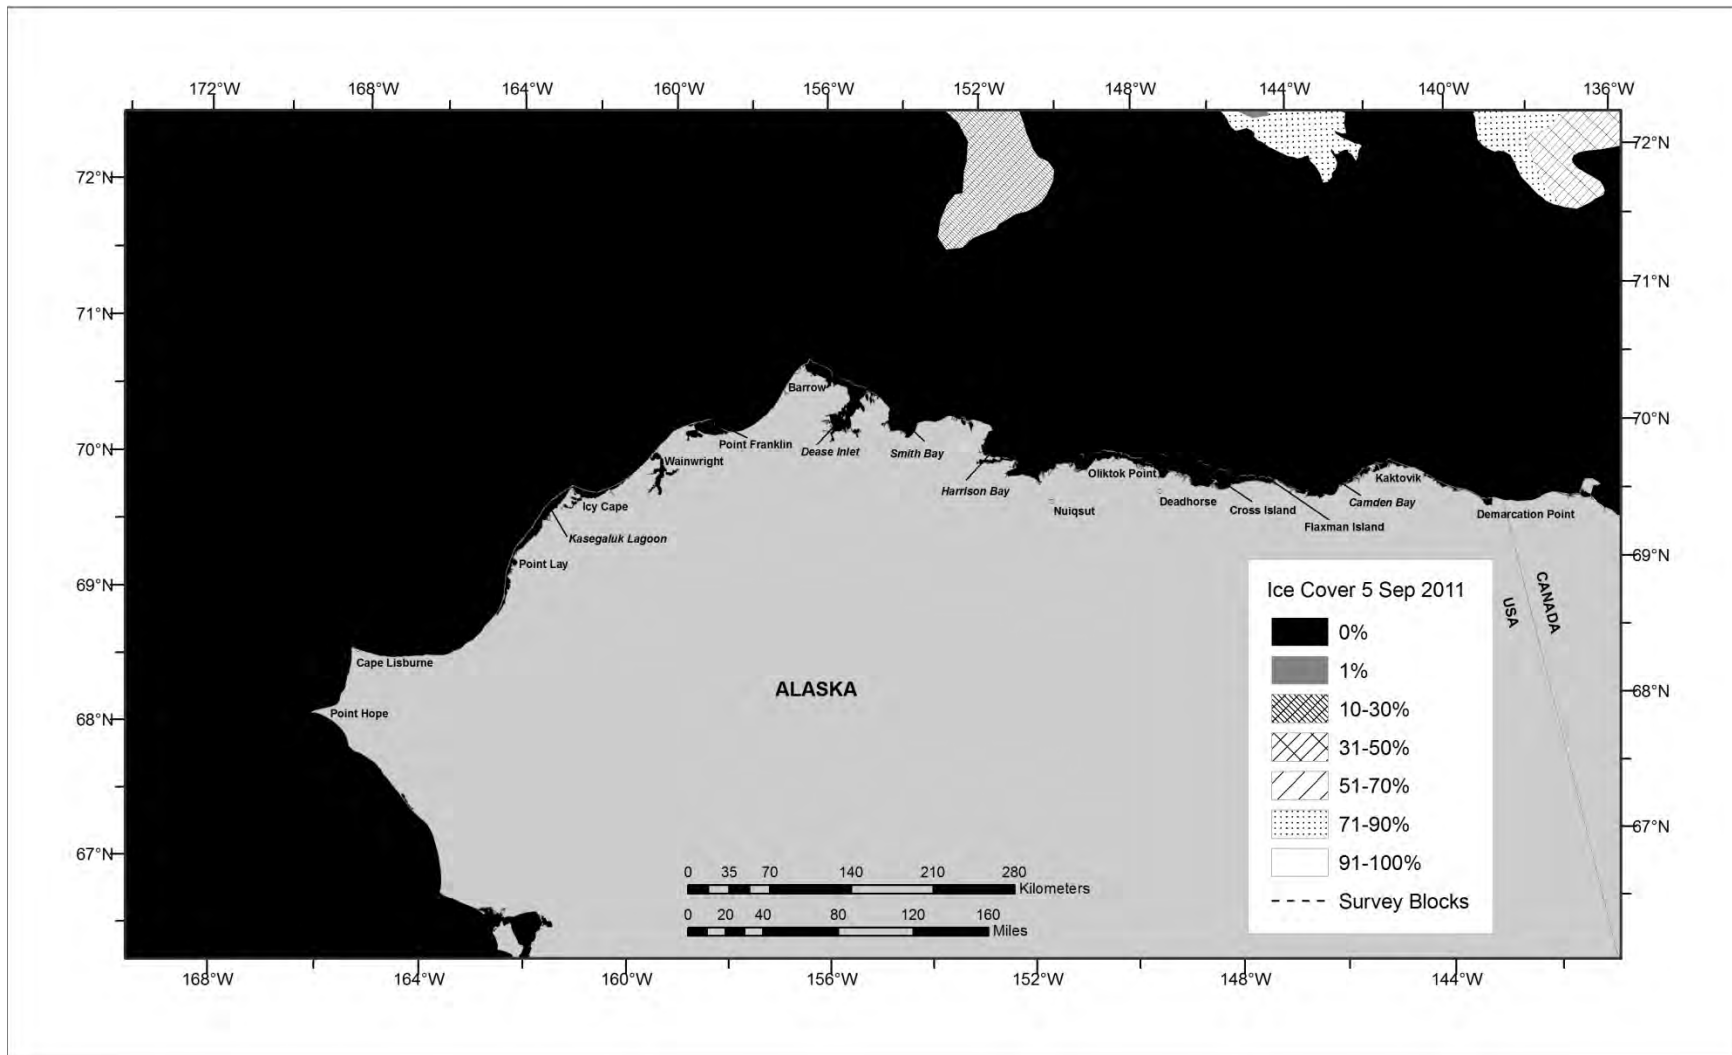 172°W 168°W 164°W 160°W 156°W 152°W 148°W 144°W 140°W 136°W
72°N 72°N
71°N 71°N
70°N 70°N
69°N 69°N
68°N 68°N
67°N 67°N
Barrow
Point Franklin
Dease Inlet
Smith Bay
Wainwright
Harrison Bay
Oliktok Point
Kaktovik
Icy Cape
Nuiqsut
Deadhorse
Cross Island
Camden Bay
Demarcation Point
Flaxman Island
Kasegaluk Lagoon
Point Lay
Cape Lisburne
Point Hope
ALASKA
USA
CANADA
Ice Cover 5 Sep 2011
0%
1%
10-30%
31-50%
51-70%
71-90%
91-100%
Survey Blocks
0 35 70 140 210 280
Kilometers
0 20 40 80 120 160
Miles
168°W 164°W 160°W 156°W 152°W 148°W 144°W